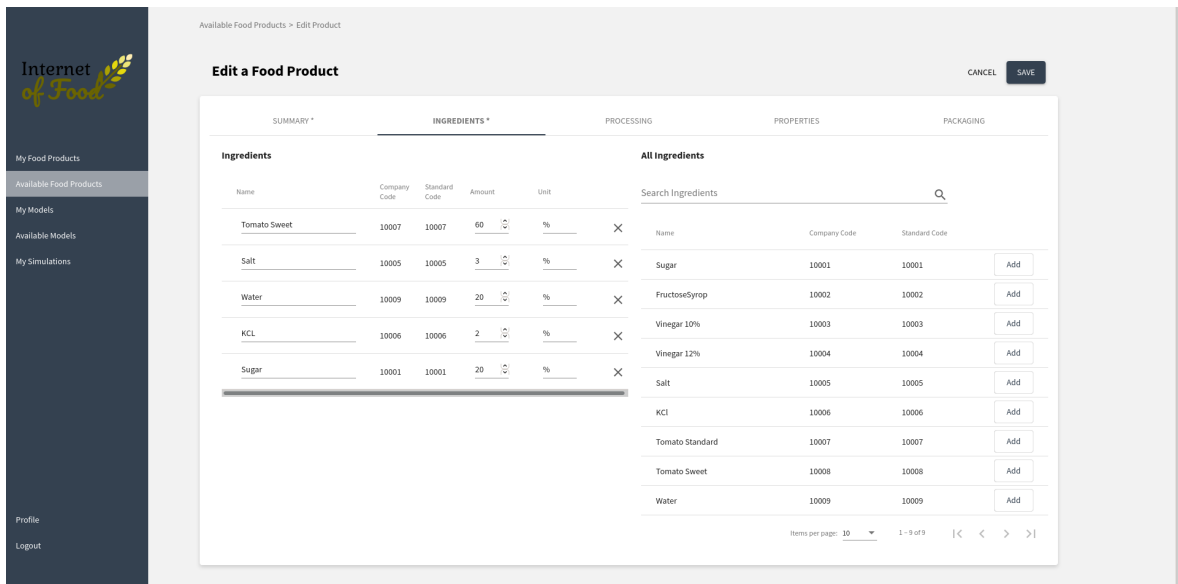 Internet
of Food
My Food Products
Available Food Products
My Models
Available Models
My Simulations
Profile
Logout
Available Food Products > Edit Product
Edit a Food Product
CANCEL SAVE
SUMMARY * INGREDIENTS * PROCESSING PROPERTIES PACKAGING
Ingredients
Name Company Code Standard Code Amount Unit
Tomato Sweet 10007 10007 60 %
Salt 10005 10005 3 %
Water 10009 10009 20 %
KCL 10006 10006 2 %
Sugar 10001 10001 20 %
All Ingredients
Search Ingredients
Name Company Code Standard Code
Sugar 10001 10001 Add
FructoseSyrop 10002 10002 Add
Vinegar 10% 10003 10003 Add
Vinegar 12% 10004 10004 Add
Salt 10005 10005 Add
KCl 10006 10006 Add
Tomato Standard 10007 10007 Add
Tomato Sweet 10008 10008 Add
Water 10009 10009 Add
Items per page: 10 1 – 9 of 9